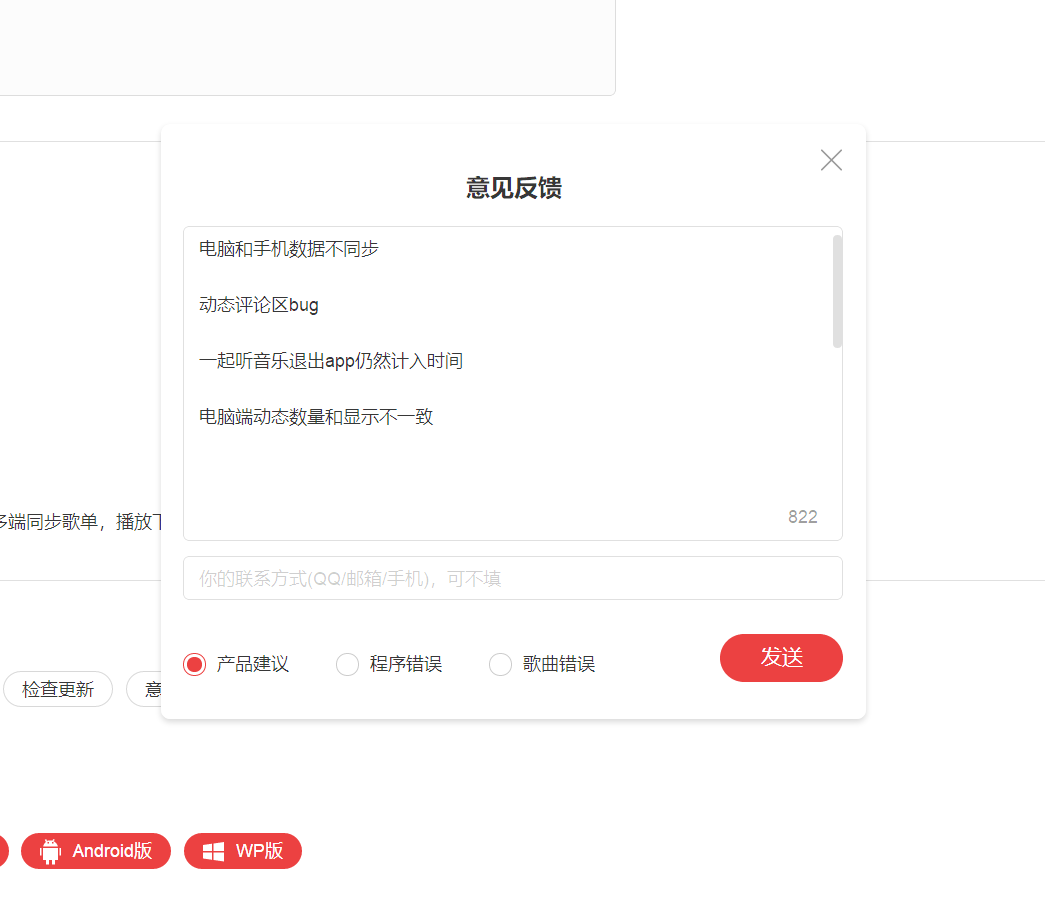 意见反馈
电脑和手机数据不同步
动态评论区bug
一起听音乐退出app仍然计入时间
电脑端动态数量和显示不一致
822
多端同步歌单，播放下
你的联系方式(QQ/邮箱/手机)，可不填
产品建议 程序错误 歌曲错误 发送
检查更新 意
Android版 WP版